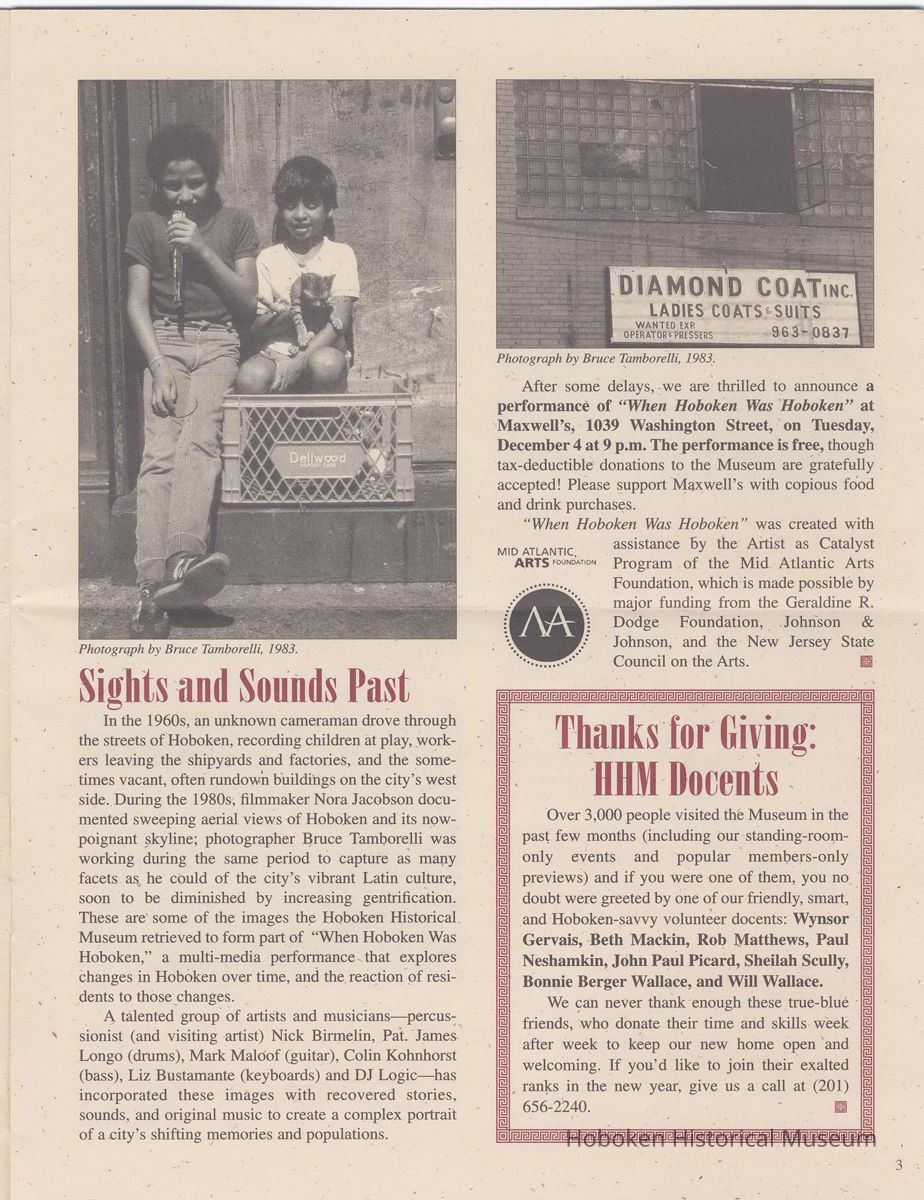 Dellwood
DEPOSIT CASE
Photograph by Bruce Tamborelli, 1983.
Sights and Sounds Past
In the 1960s, an unknown cameraman drove through
the streets of Hoboken, recording children at play, work-
ers leaving the shipyards and factories, and the some-
times vacant, often rundown buildings on the city's west
side. During the 1980s, filmmaker Nora Jacobson docu-
mented sweeping aerial views of Hoboken and its now-
poignant skyline; photographer Bruce Tamborelli was
working during the same period to capture as many
facets as he could of the city's vibrant Latin culture,
soon to be diminished by increasing gentrification.
These are some of the images the Hoboken Historical
Museum retrieved to form part of "When Hoboken Was
Hoboken," a multi-media performance that explores
changes in Hoboken over time, and the reaction of resi-
dents to those changes.
A talented group of artists and musicians—percus-
sionist (and visiting artist) Nick Birmelin, Pat. James
Longo (drums), Mark Maloof (guitar), Colin Kohnhorst
(bass), Liz Bustamante (keyboards) and DJ Logic—has
incorporated these images with recovered stories,
sounds, and original music to create a complex portrait
of a city's shifting memories and populations.
DIAMOND COAT INC.
LADIES COATS & SUITS
WANTED EXP.
OPERATOR & PRESSERS
963-0837
Photograph by Bruce Tamborelli, 1983.
After some delays, we are thrilled to announce a
performance of "When Hoboken Was Hoboken" at
Maxwell's, 1039 Washington Street, on Tuesday,
December 4 at 9 p.m. The performance is free, though
tax-deductible donations to the Museum are gratefully
accepted! Please support Maxwell's with copious food
and drink purchases.
"When Hoboken Was Hoboken" was created with
assistance by the Artist as Catalyst
Program of the Mid Atlantic Arts
Foundation, which is made possible by
major funding from the Geraldine R.
Dodge Foundation, Johnson &
Johnson, and the New Jersey State
Council on the Arts.
MID ATLANTIC
ARTS FOUNDATION
Thanks for Giving:
HHM Docents
Over 3,000 people visited the Museum in the
past few months (including our standing-room-
only events and popular members-only
previews) and if you were one of them, you no
doubt were greeted by one of our friendly, smart,
and Hoboken-savvy volunteer docents: Wynsor
Gervais, Beth Mackin, Rob Matthews, Paul
Neshamkin, John Paul Picard, Sheilah Scully,
Bonnie Berger Wallace, and Will Wallace.
We can never thank enough these true-blue
friends, who donate their time and skills week
after week to keep our new home open and
welcoming. If you'd like to join their exalted
ranks in the new year, give us a call at (201)
656-2240.
Hoboken Historical Museum
3